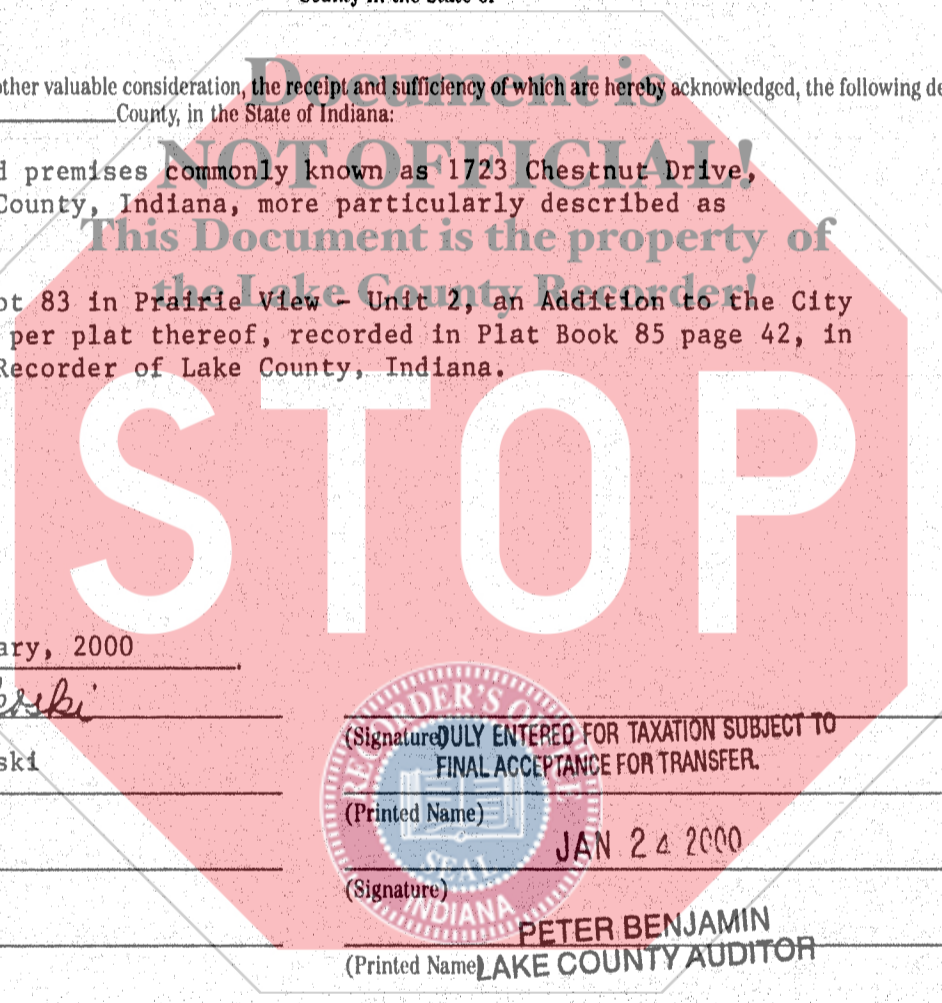 County in the State of
Document is
other valuable consideration, the receipt and sufficiency of which are hereby acknowledged, the following de
County, in the State of Indiana:
NOT OFFICIAL!
d premises commonly known as 1723 Chestnut Drive,
County, Indiana, more particularly described as
This Document is the property of
the Lake County Recorder!
ot 83 in Prairie View - Unit 2, an Addition to the City
per plat thereof, recorded in Plat Book 85 page 42, in
Recorder of Lake County, Indiana.
STOP
ary, 2000
ski
(Signature)
DULY ENTERED FOR TAXATION SUBJECT TO
FINAL ACCEPTANCE FOR TRANSFER.
(Printed Name)
JAN 24 2000
(Signature)
RECORDER'S OFFICE
SEAL
INDIANA
PETER BENJAMIN
(Printed Name)
LAKE COUNTY AUDITOR